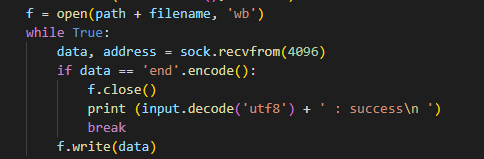 f = open(path + filename, 'wb')
while True:
    data, address = sock.recvfrom(4096)
    if data == 'end'.encode():
        f.close()
        print (input.decode('utf8') + ' : success\n ')
        break
    f.write(data)